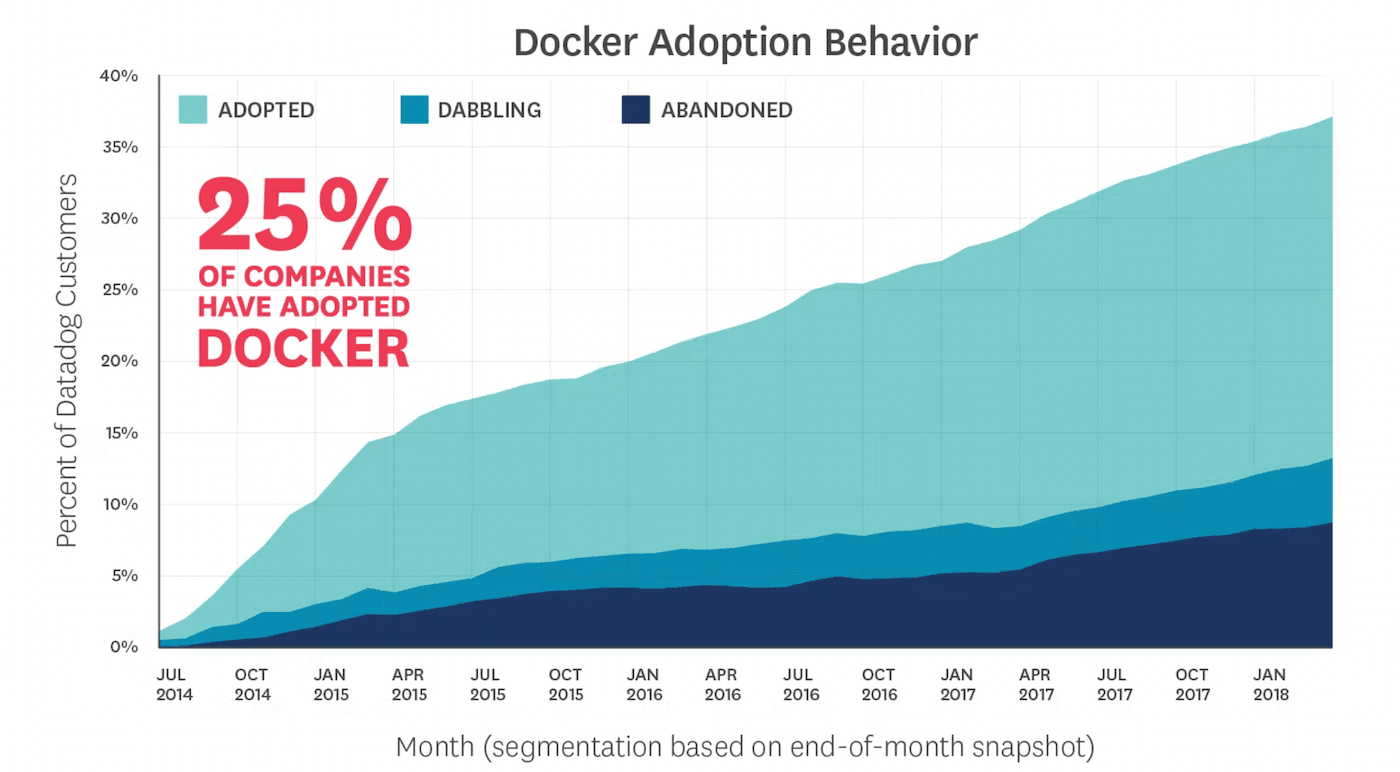 Docker Adoption Behavior
40%
35%
30%
25%
20%
15%
10%
5%
0%
Percent of Datadog Customers
ADOPTED
DABBLING
ABANDONED
25%
OF COMPANIES
HAVE ADOPTED
DOCKER
JUL
2014
OCT
2014
JAN
2015
APR
2015
JUL
2015
OCT
2015
JAN
2016
APR
2016
JUL
2016
OCT
2016
JAN
2017
APR
2017
JUL
2017
OCT
2017
JAN
2018
Month (segmentation based on end-of-month snapshot)